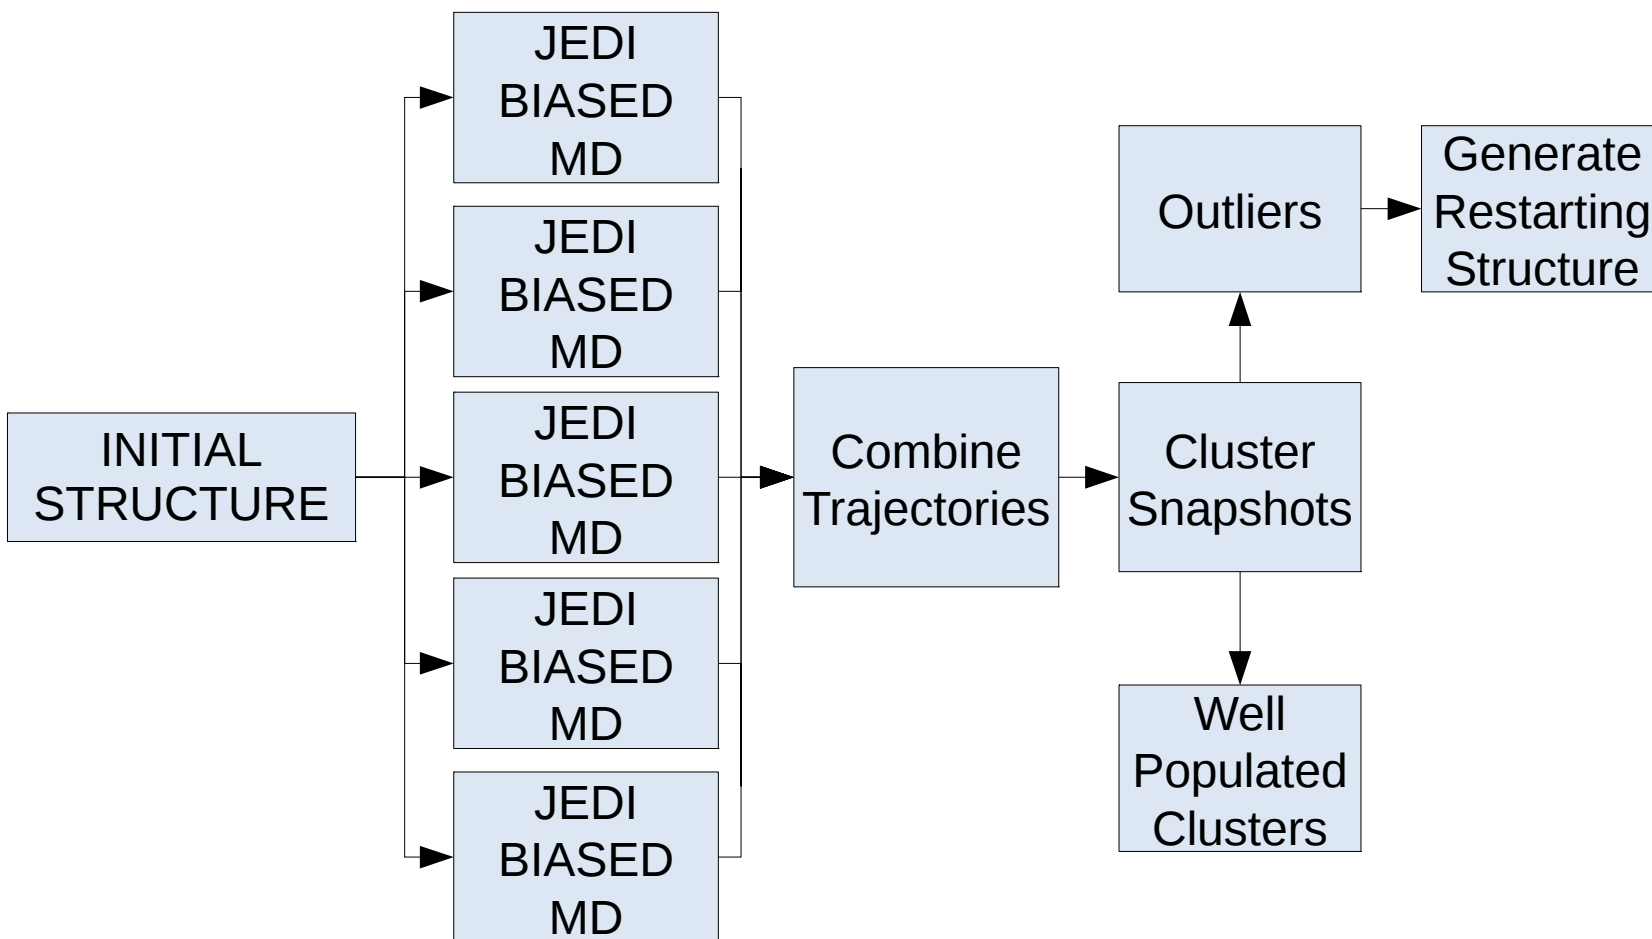 INITIAL
STRUCTURE
JEDI
BIASED
MD
JEDI
BIASED
MD
JEDI
BIASED
MD
JEDI
BIASED
MD
JEDI
BIASED
MD
Combine
Trajectories
Cluster
Snapshots
Outliers
Generate
Restarting
Structure
Well
Populated
Clusters